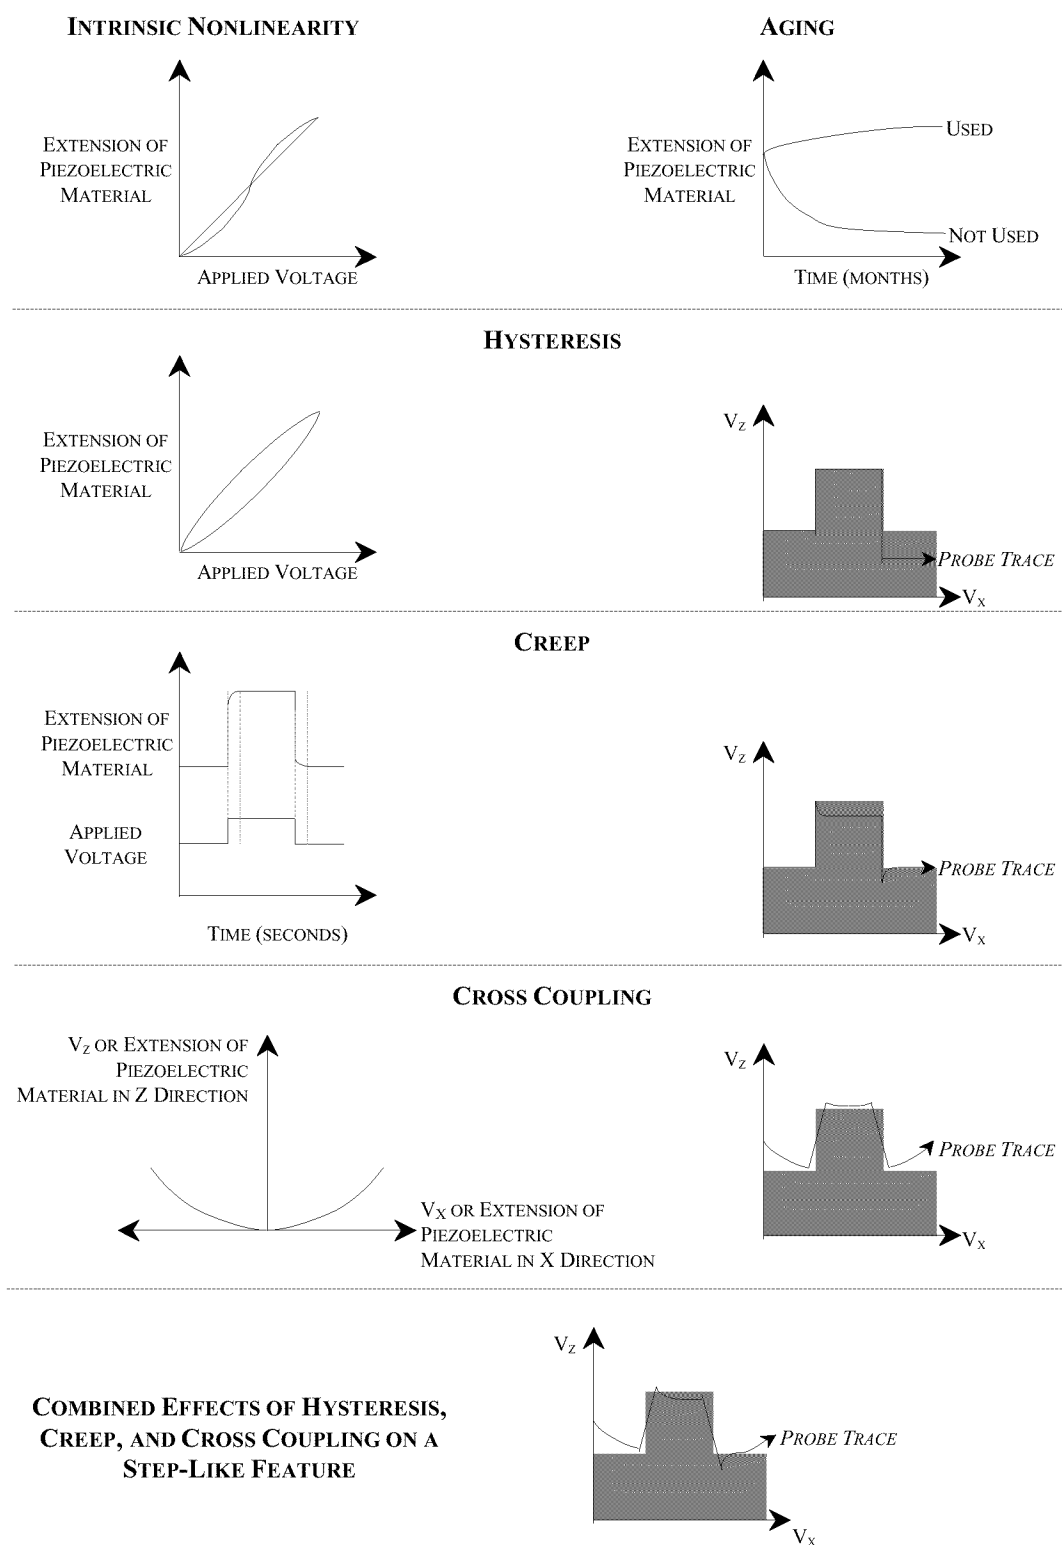 INTRINSIC NONLINEARITY
EXTENSION OF
PIEZOELECTRIC
MATERIAL
APPLIED VOLTAGE
AGING
EXTENSION OF
PIEZOELECTRIC
MATERIAL
USED
NOT USED
TIME (MONTHS)
HYSTERESIS
EXTENSION OF
PIEZOELECTRIC
MATERIAL
APPLIED VOLTAGE
VZ
PROBE TRACE
VX
CREEP
EXTENSION OF
PIEZOELECTRIC
MATERIAL
APPLIED
VOLTAGE
TIME (SECONDS)
VZ
PROBE TRACE
VX
CROSS COUPLING
VZ OR EXTENSION OF
PIEZOELECTRIC
MATERIAL IN Z DIRECTION
VX OR EXTENSION OF
PIEZOELECTRIC
MATERIAL IN X DIRECTION
VZ
PROBE TRACE
VX
COMBINED EFFECTS OF HYSTERESIS,
CREEP, AND CROSS COUPLING ON A
STEP-LIKE FEATURE
VZ
PROBE TRACE
VX